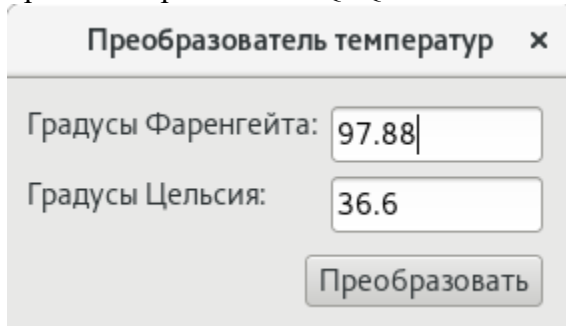 Преобразователь температур ×
Градусы Фаренгейта: 97.88
Градусы Цельсия: 36.6
Преобразовать